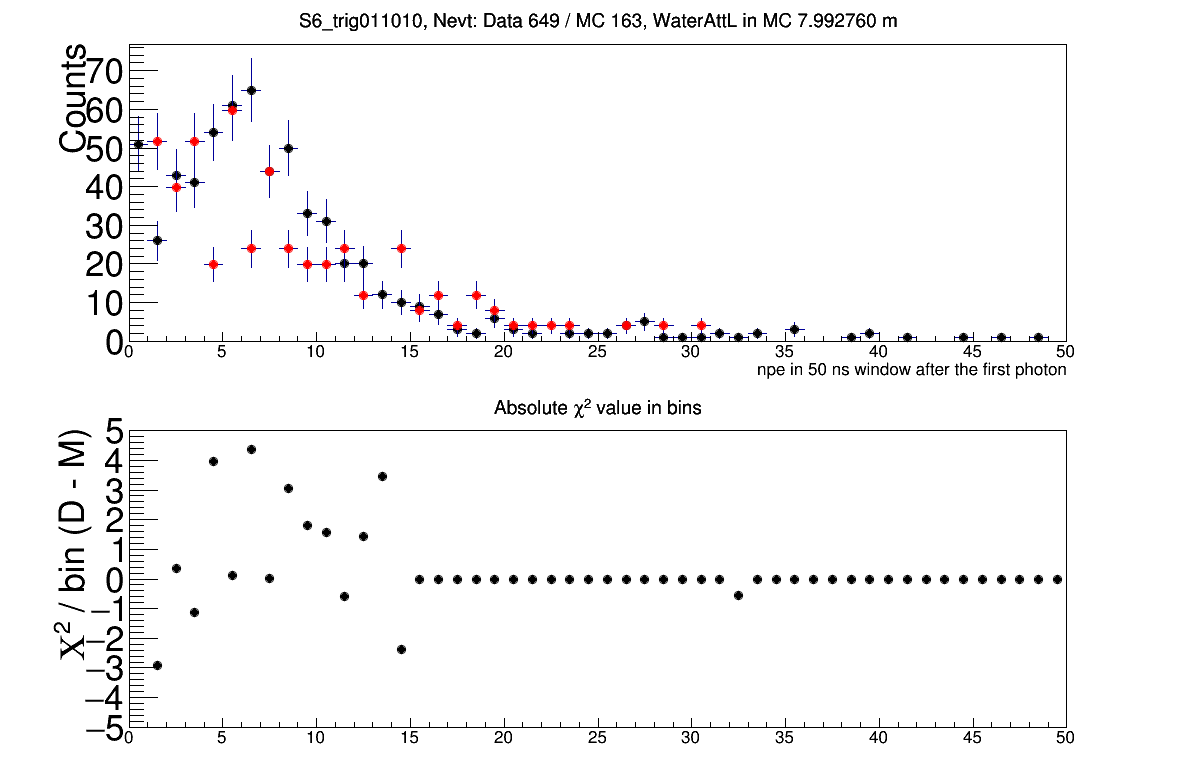 S6_trig011010, Nevt: Data 649 / MC 163, WaterAttL in MC 7.992760 m
Counts
70
60
50
40
30
20
10
0
0 5 10 15 20 25 30 35 40 45 50
npe in 50 ns window after the first photon
Absolute χ² value in bins
X² / bin (D - M)
5
4
3
2
1
0
−1
−2
−3
−4
−5
0 5 10 15 20 25 30 35 40 45 50